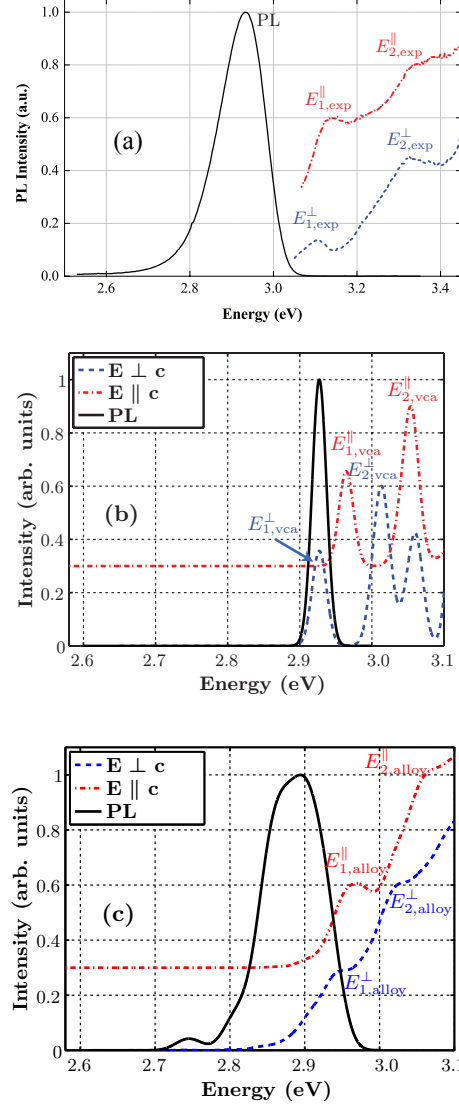 PL
1.0
0.8
0.6
0.4
0.2
0.0
PL Intensity (a.u.)
(a)
E∥1,exp
E∥2,exp
E⊥1,exp
E⊥2,exp
2.6 2.8 3.0 3.2 3.4
Energy (eV)
E ⊥ c
E ∥ c
PL
1
0.8
0.6
0.4
0.2
0
Intensity (arb. units)
(b)
E⊥1,vca
E∥1,vca
E⊥2,vca
E∥2,vca
2.6 2.7 2.8 2.9 3.0 3.1
Energy (eV)
E ⊥ c
E ∥ c
PL
1
0.8
0.6
0.4
0.2
0
Intensity (arb. units)
(c)
E∥2,alloy
E∥1,alloy
E⊥2,alloy
E⊥1,alloy
2.6 2.7 2.8 2.9 3.0 3.1
Energy (eV)